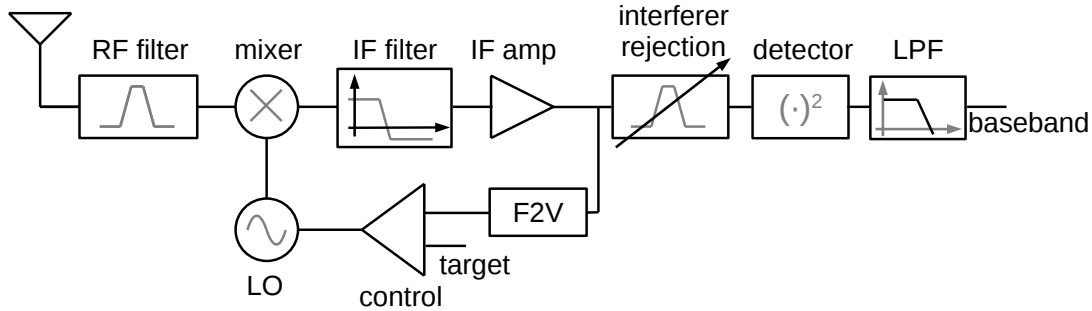 interferer
RF filter mixer IF filter IF amp rejection detector LPF
(·)²
baseband
F2V
target
LO
control